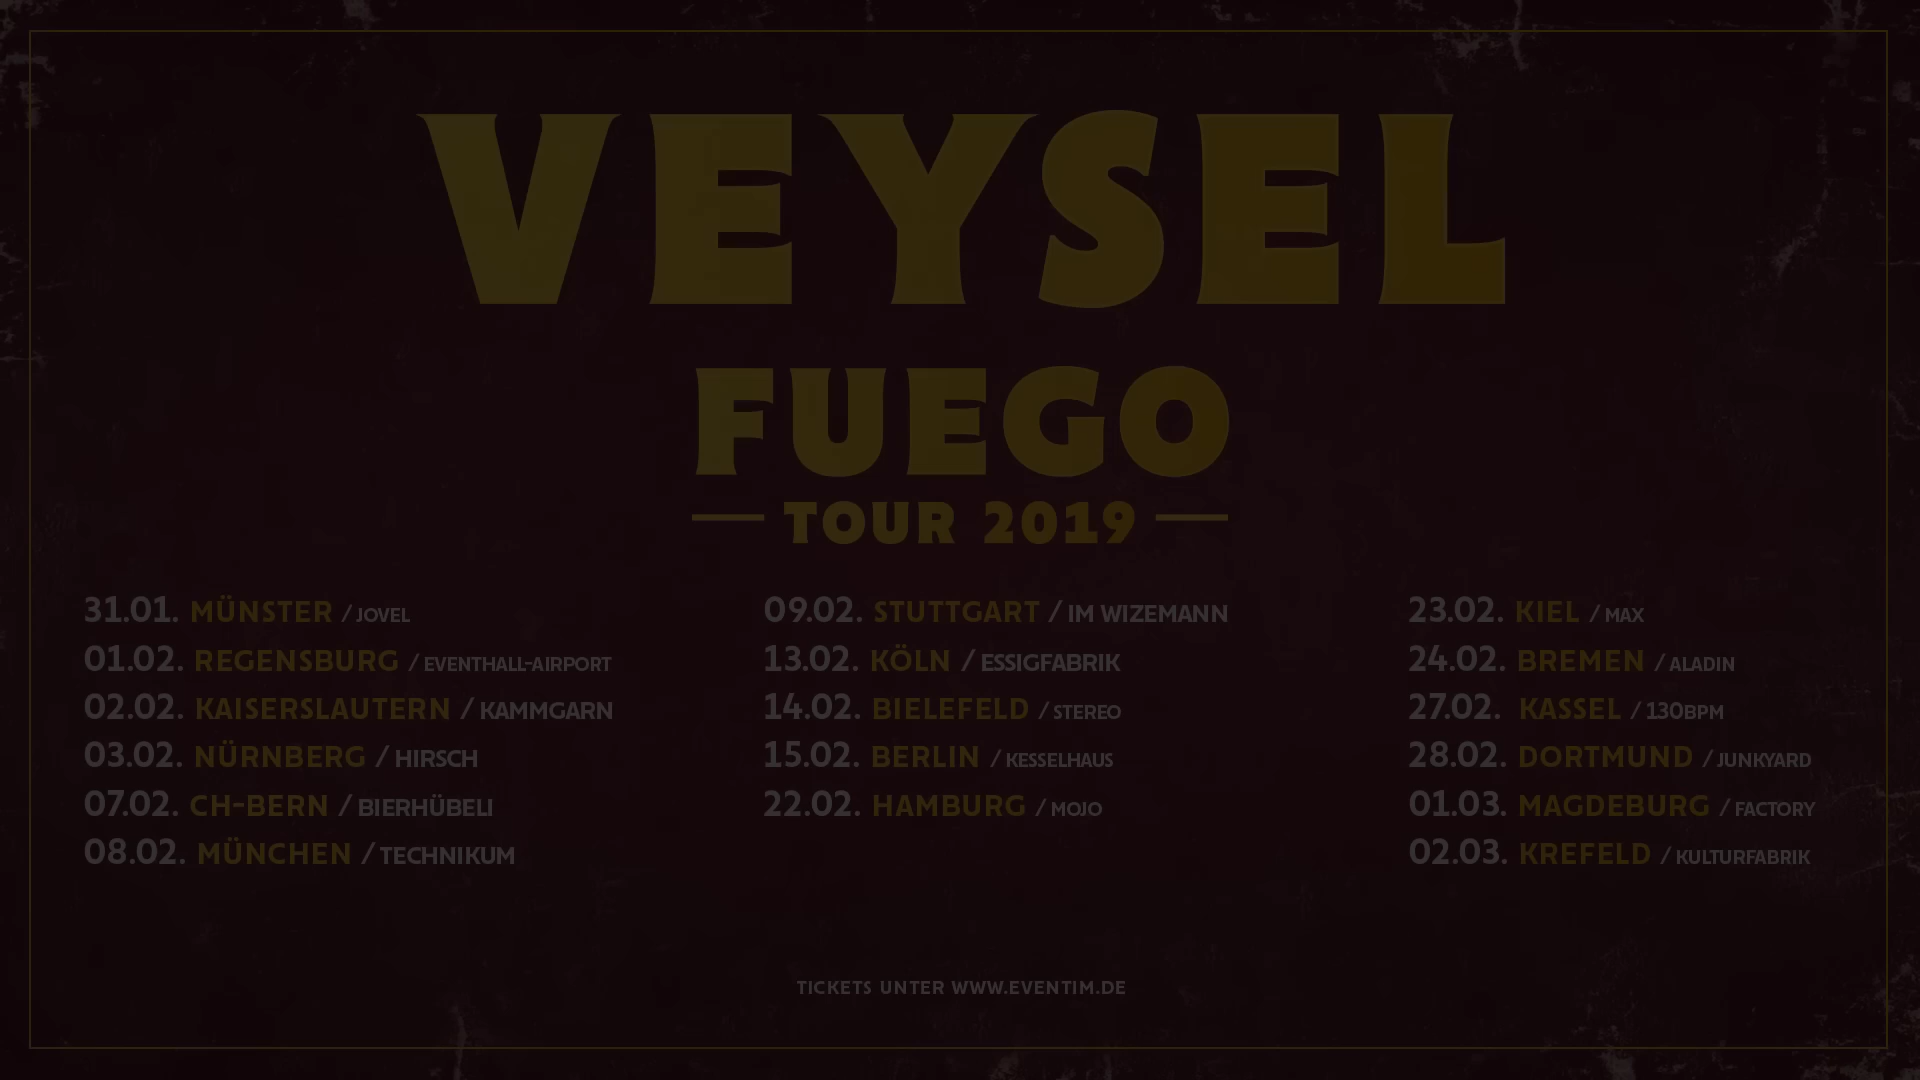 VEYSEL
FUEGO
— TOUR 2019 —
31.01. MÜNSTER / JOVEL
01.02. REGENSBURG / EVENTHALL-AIRPORT
02.02. KAISERSLAUTERN / KAMMGARN
03.02. NÜRNBERG / HIRSCH
07.02. CH-BERN / BIERHÜBELI
08.02. MÜNCHEN / TECHNIKUM
09.02. STUTTGART / IM WIZEMANN
13.02. KÖLN / ESSIGFABRIK
14.02. BIELEFELD / STEREO
15.02. BERLIN / KESSELHAUS
22.02. HAMBURG / MOJO
23.02. KIEL / MAX
24.02. BREMEN / ALADIN
27.02. KASSEL / 130BPM
28.02. DORTMUND / JUNKYARD
01.03. MAGDEBURG / FACTORY
02.03. KREFELD / KULTURFABRIK
TICKETS UNTER WWW.EVENTIM.DE